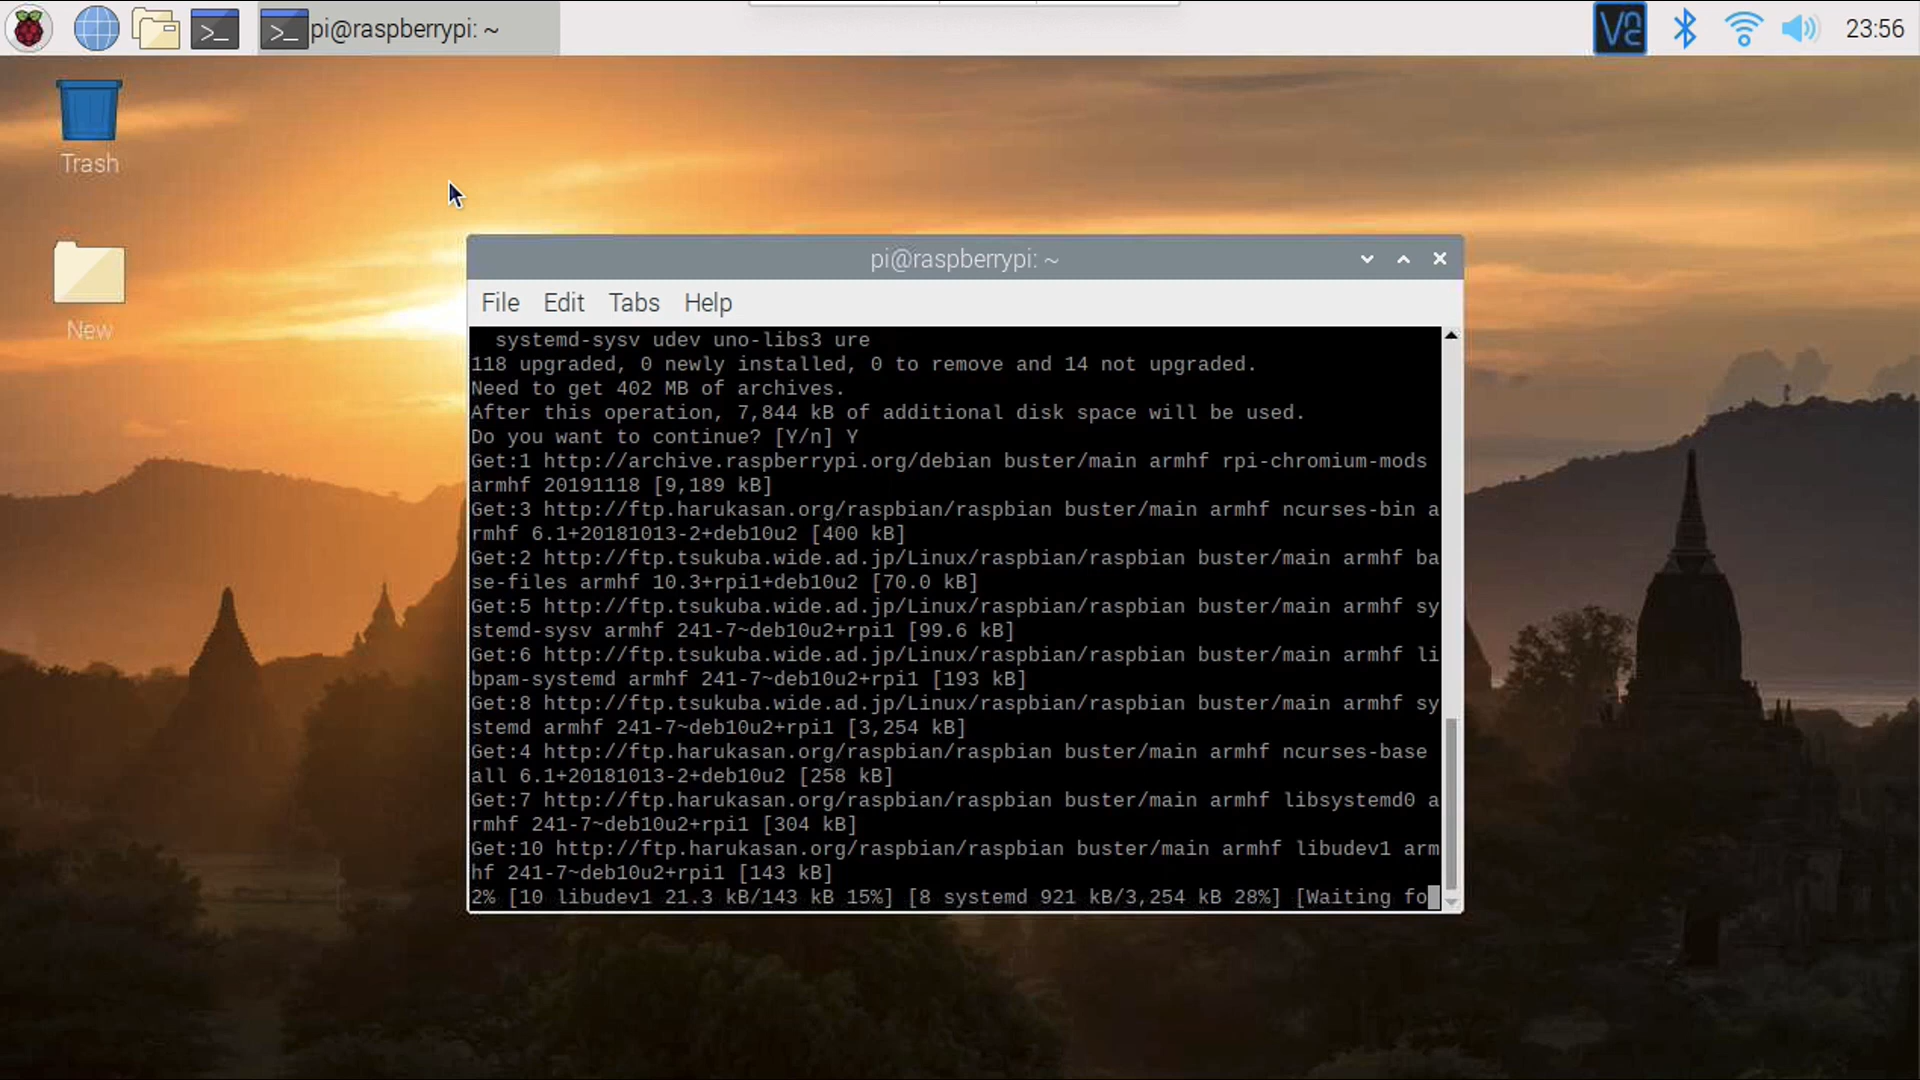 pi@raspberrypi: ~
VNC
23:56
Trash
New
pi@raspberrypi: ~
File Edit Tabs Help
systemd-sysv udev uno-libs3 ure
118 upgraded, 0 newly installed, 0 to remove and 14 not upgraded.
Need to get 402 MB of archives.
After this operation, 7,844 kB of additional disk space will be used.
Do you want to continue? [Y/n] Y
Get:1 http://archive.raspberrypi.org/debian buster/main armhf rpi-chromium-mods
armhf 20191118 [9,189 kB]
Get:3 http://ftp.harukasan.org/raspbian/raspbian buster/main armhf ncurses-bin a
rmhf 6.1+20181013-2+deb10u2 [400 kB]
Get:2 http://ftp.tsukuba.wide.ad.jp/Linux/raspbian/raspbian buster/main armhf ba
se-files armhf 10.3+rpi1+deb10u2 [70.0 kB]
Get:5 http://ftp.tsukuba.wide.ad.jp/Linux/raspbian/raspbian buster/main armhf sy
stemd-sysv armhf 241-7~deb10u2+rpi1 [99.6 kB]
Get:6 http://ftp.tsukuba.wide.ad.jp/Linux/raspbian/raspbian buster/main armhf li
bpam-systemd armhf 241-7~deb10u2+rpi1 [193 kB]
Get:8 http://ftp.tsukuba.wide.ad.jp/Linux/raspbian/raspbian buster/main armhf sy
stemd armhf 241-7~deb10u2+rpi1 [3,254 kB]
Get:4 http://ftp.harukasan.org/raspbian/raspbian buster/main armhf ncurses-base
all 6.1+20181013-2+deb10u2 [258 kB]
Get:7 http://ftp.harukasan.org/raspbian/raspbian buster/main armhf libsystemd0 a
rmhf 241-7~deb10u2+rpi1 [304 kB]
Get:10 http://ftp.harukasan.org/raspbian/raspbian buster/main armhf libudev1 arm
hf 241-7~deb10u2+rpi1 [143 kB]
2% [10 libudev1 21.3 kB/143 kB 15%] [8 systemd 921 kB/3,254 kB 28%] [Waiting fo